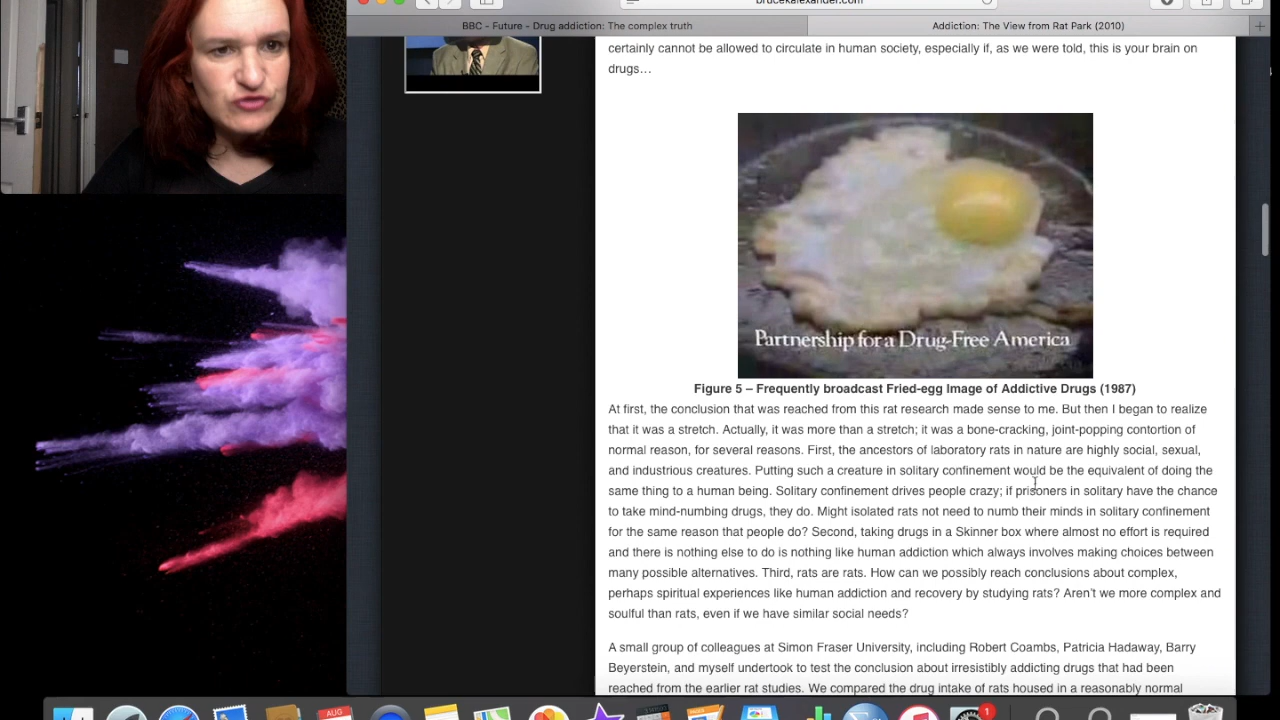 brucekalexander.com
BBC - Future - Drug addiction: The complex truth
Addiction: The View from Rat Park (2010)
certainly cannot be allowed to circulate in human society, especially if, as we were told, this is your brain on
drugs…
Partnership for a Drug-Free America
Figure 5 – Frequently broadcast Fried-egg Image of Addictive Drugs (1987)
At first, the conclusion that was reached from this rat research made sense to me. But then I began to realize
that it was a stretch. Actually, it was more than a stretch; it was a bone-cracking, joint-popping contortion of
normal reason, for several reasons. First, the ancestors of laboratory rats in nature are highly social, sexual,
and industrious creatures. Putting such a creature in solitary confinement would be the equivalent of doing the
same thing to a human being. Solitary confinement drives people crazy; if prisoners in solitary have the chance
to take mind-numbing drugs, they do. Might isolated rats not need to numb their minds in solitary confinement
for the same reason that people do? Second, taking drugs in a Skinner box where almost no effort is required
and there is nothing else to do is nothing like human addiction which always involves making choices between
many possible alternatives. Third, rats are rats. How can we possibly reach conclusions about complex,
perhaps spiritual experiences like human addiction and recovery by studying rats? Aren't we more complex and
soulful than rats, even if we have similar social needs?
A small group of colleagues at Simon Fraser University, including Robert Coambs, Patricia Hadaway, Barry
Beyerstein, and myself undertook to test the conclusion about irresistibly addicting drugs that had been
reached from the earlier rat studies. We compared the drug intake of rats housed in a reasonably normal
AUG
1